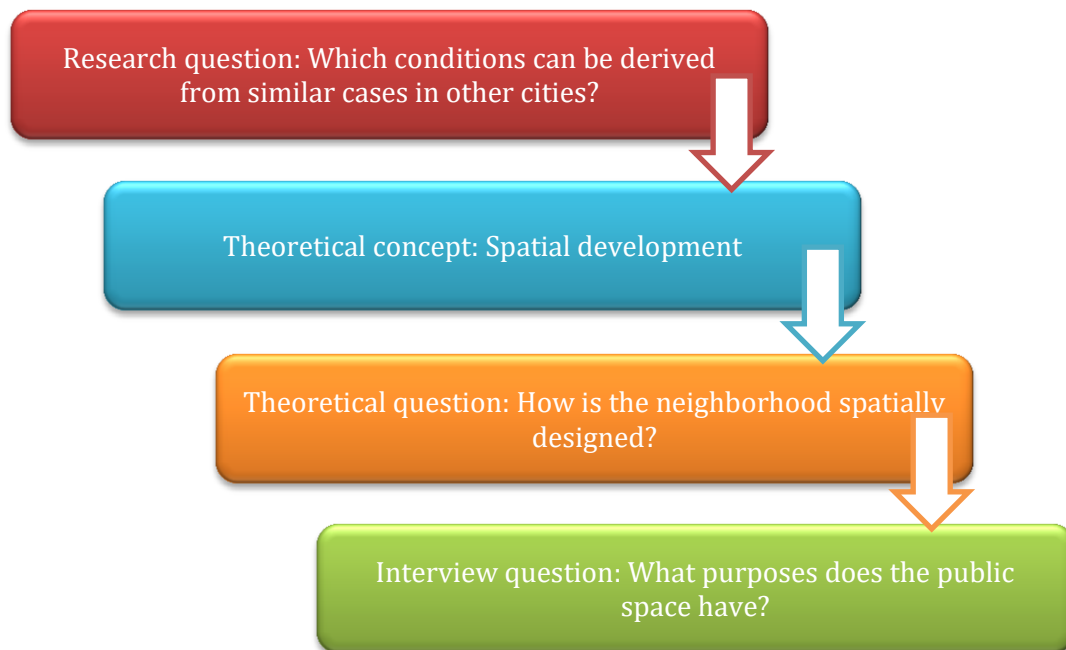 Research question: Which conditions can be derived
from similar cases in other cities?
Theoretical concept: Spatial development
Theoretical question: How is the neighborhood spatially
designed?
Interview question: What purposes does the public
space have?